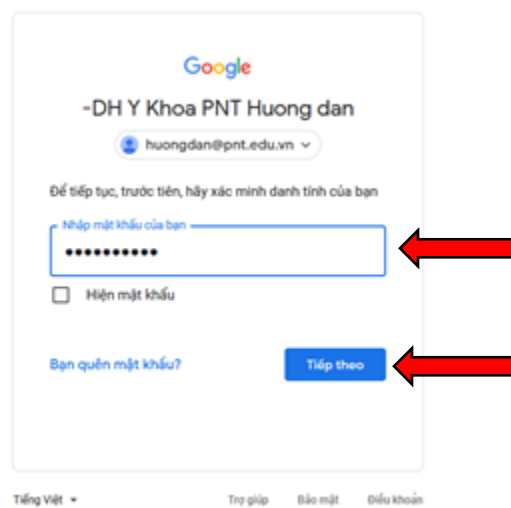 Google
-DH Y Khoa PNT Huong dan
huongdan@pnt.edu.vn
Để tiếp tục, trước tiên, hãy xác minh danh tính của bạn
Nhập mật khẩu của bạn
••••••••••
Hiện mật khẩu
Bạn quên mật khẩu?
Tiếp theo
Tiếng Việt
Trợ giúp Bảo mật Điều khoản